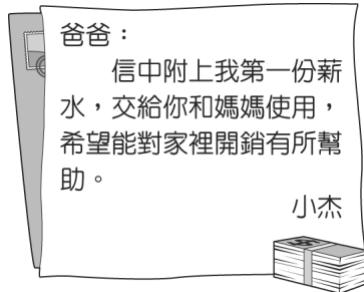 爸爸：
信中附上我第一份薪
水，交給你和媽媽使用，
希望能對家裡開銷有所幫
助。
小杰